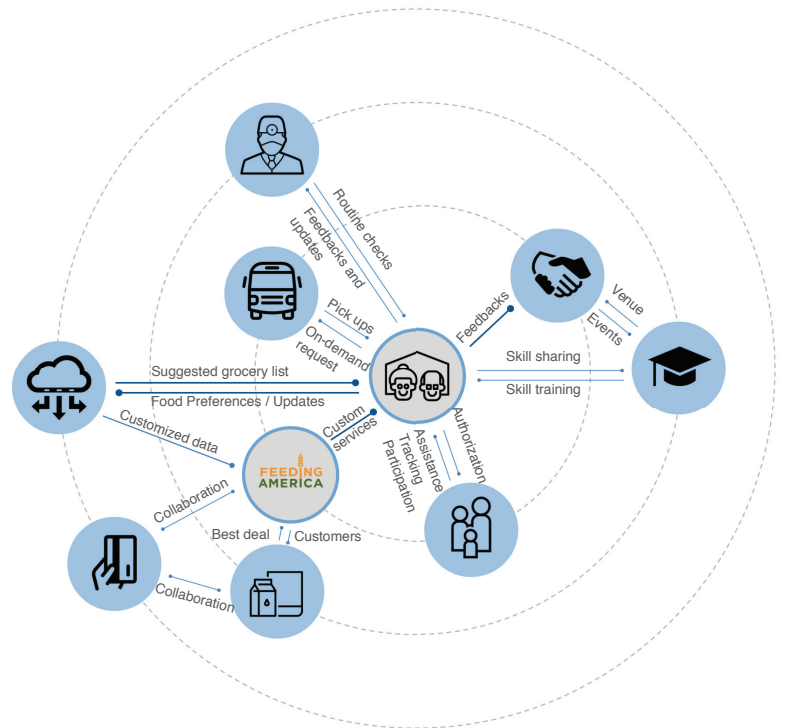 Routine checks
Feedbacks and
updates
Pick ups
On-demand
request
Feedbacks
Venue
Events
Suggested grocery list
Food Preferences / Updates
Skill sharing
Skill training
Customized data
Custom
services
Authorization
Assistance
Tracking
Participation
FEEDING
AMERICA
Collaboration
Best deal
Customers
Collaboration